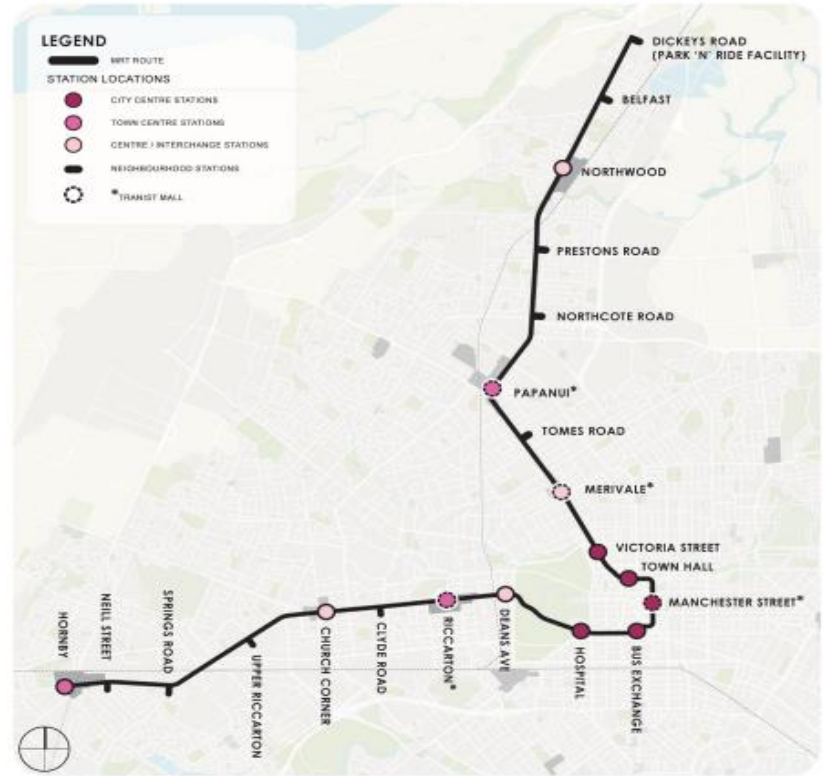 LEGEND
MRT ROUTE
STATION LOCATIONS
CITY CENTRE STATIONS
TOWN CENTRE STATIONS
CENTRE / INTERCHANGE STATIONS
NEIGHBOURHOOD STATIONS
*TRANIST MALL
DICKEYS ROAD
(PARK 'N' RIDE FACILITY)
BELFAST
NORTHWOOD
PRESTONS ROAD
NORTHCOTE ROAD
PAPANUI*
TOMES ROAD
MERIVALE*
VICTORIA STREET
TOWN HALL
MANCHESTER STREET*
HORNBY
NEILL STREET
SPRINGS ROAD
UPPER RICCARTON
CHURCH CORNER
CLYDE ROAD
RICCARTON*
DEANS AVE
HOSPITAL
BUS EXCHANGE